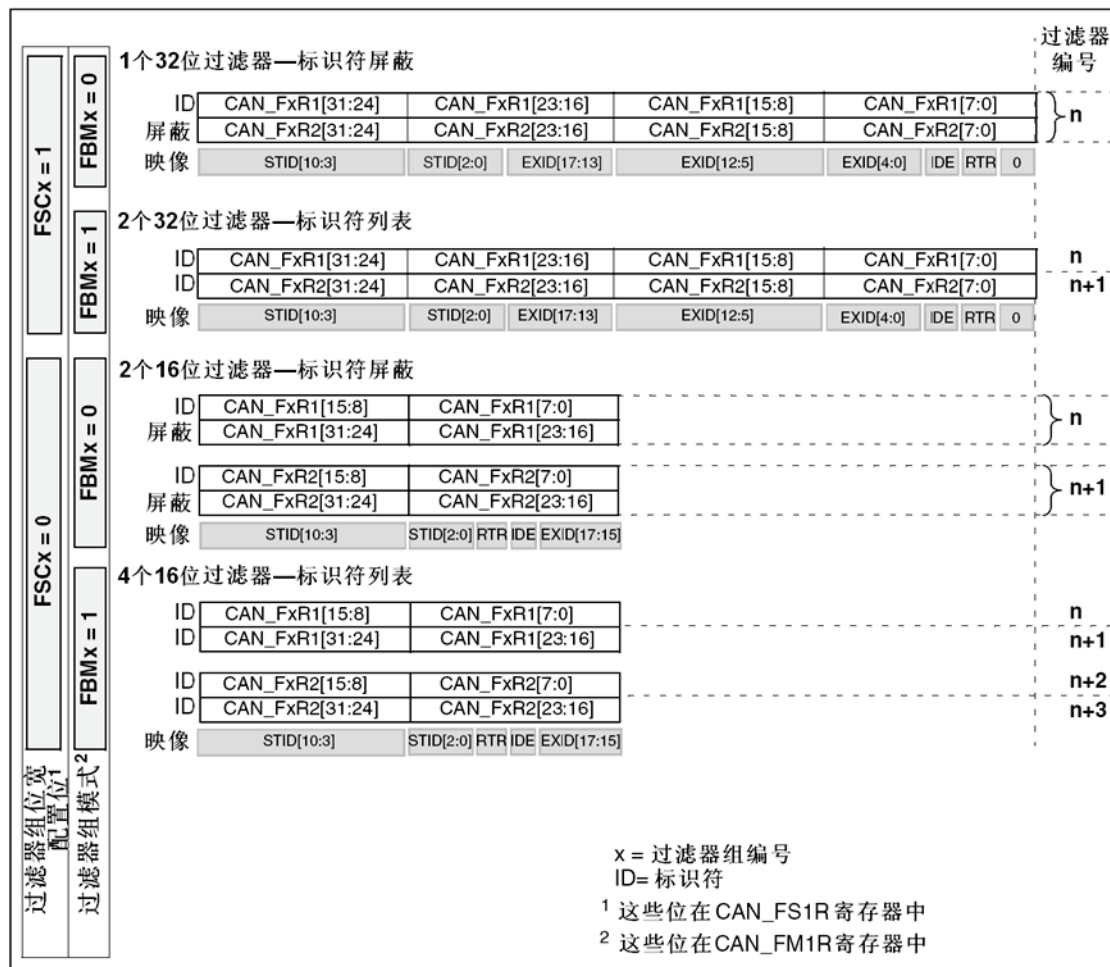 过滤器
编号
1个32位过滤器—标识符屏蔽
FSCx = 1
FBMx = 0
ID CAN_FxR1[31:24] CAN_FxR1[23:16] CAN_FxR1[15:8] CAN_FxR1[7:0]
屏蔽 CAN_FxR2[31:24] CAN_FxR2[23:16] CAN_FxR2[15:8] CAN_FxR2[7:0]
n
映像 STID[10:3] STID[2:0] EXID[17:13] EXID[12:5] EXID[4:0] IDE RTR 0
2个32位过滤器—标识符列表
FBMx = 1
ID CAN_FxR1[31:24] CAN_FxR1[23:16] CAN_FxR1[15:8] CAN_FxR1[7:0] n
ID CAN_FxR2[31:24] CAN_FxR2[23:16] CAN_FxR2[15:8] CAN_FxR2[7:0] n+1
映像 STID[10:3] STID[2:0] EXID[17:13] EXID[12:5] EXID[4:0] IDE RTR 0
2个16位过滤器—标识符屏蔽
FSCx = 0
FBMx = 0
ID CAN_FxR1[15:8] CAN_FxR1[7:0]
屏蔽 CAN_FxR1[31:24] CAN_FxR1[23:16]
n
ID CAN_FxR2[15:8] CAN_FxR2[7:0]
屏蔽 CAN_FxR2[31:24] CAN_FxR2[23:16]
n+1
映像 STID[10:3] STID[2:0] RTR IDE EXID[17:15]
4个16位过滤器—标识符列表
FBMx = 1
ID CAN_FxR1[15:8] CAN_FxR1[7:0] n
ID CAN_FxR1[31:24] CAN_FxR1[23:16] n+1
ID CAN_FxR2[15:8] CAN_FxR2[7:0] n+2
ID CAN_FxR2[31:24] CAN_FxR2[23:16] n+3
映像 STID[10:3] STID[2:0] RTR IDE EXID[17:15]
过滤器组位宽
配置位1
过滤器组模式2
x = 过滤器组编号
ID= 标识符
1 这些位在CAN_FS1R寄存器中
2 这些位在CAN_FM1R寄存器中